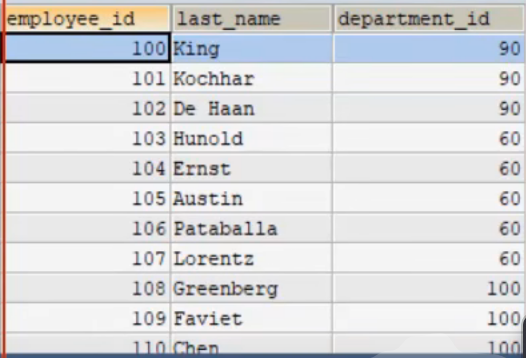 employee_id last_name department_id
100 King 90
101 Kochhar 90
102 De Haan 90
103 Hunold 60
104 Ernst 60
105 Austin 60
106 Pataballa 60
107 Lorentz 60
108 Greenberg 100
109 Faviet 100
110 Chen 100